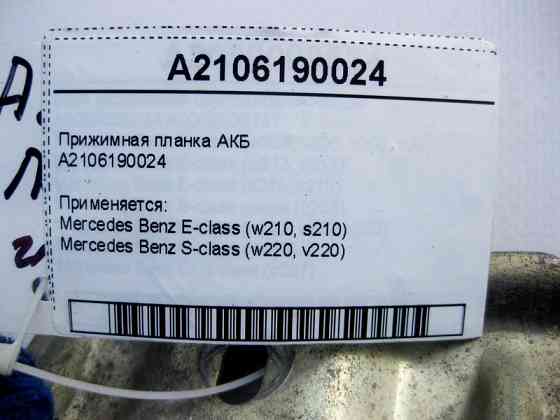 A2106190024
Прижимная планка АКБ
A2106190024
Применяется:
Mercedes Benz E-class (w210, s210)
Mercedes Benz S-class (w220, v220)